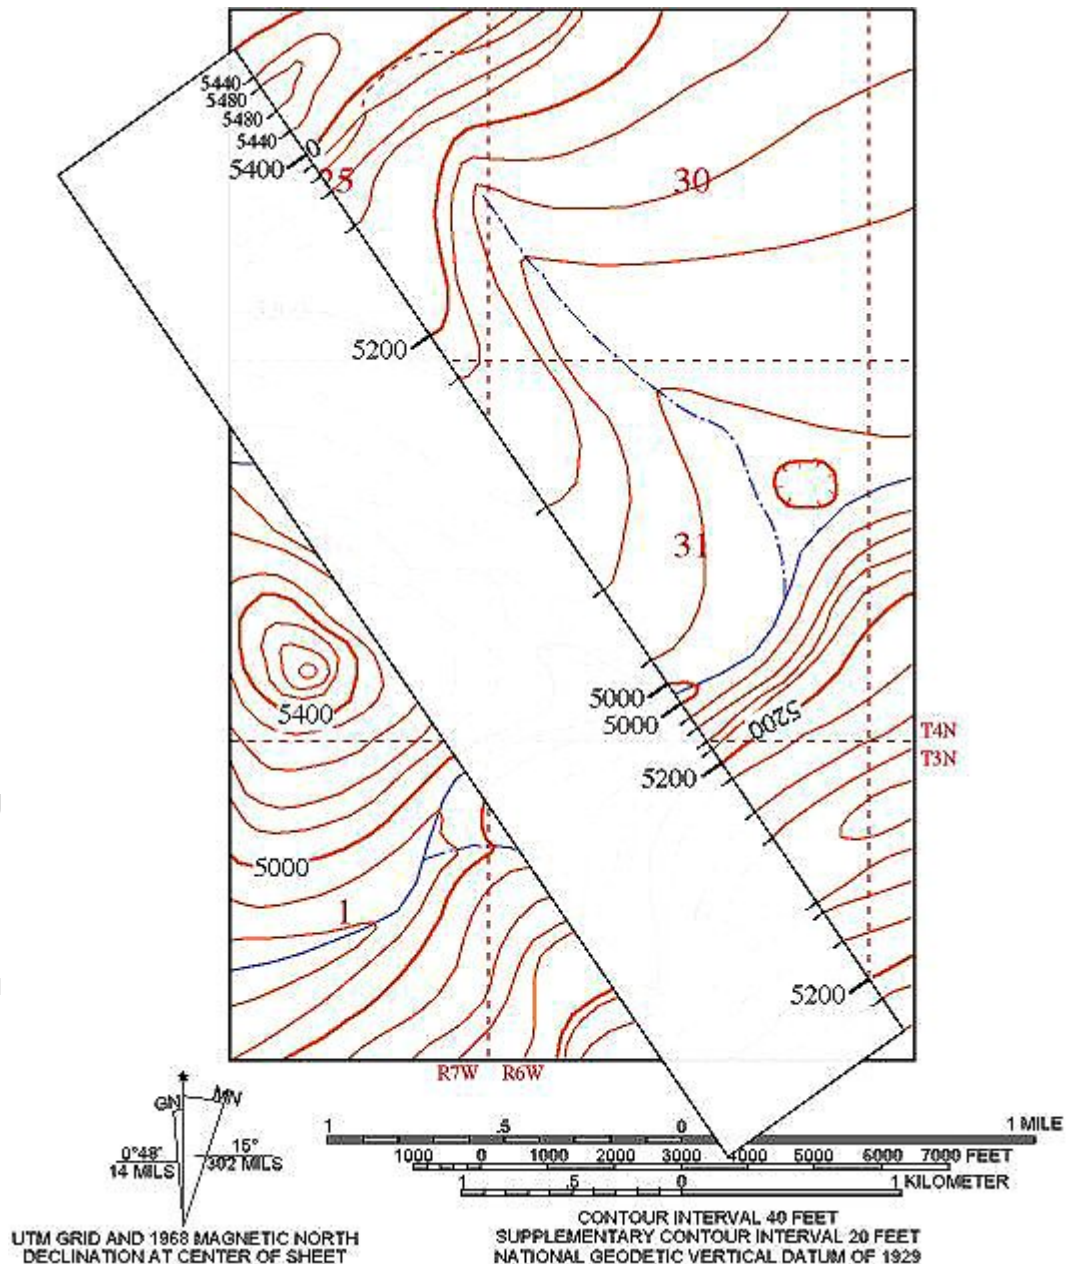 5440
5480
5480
5440
5400
0
25
30
5200
31
5000
5000
5200
5200
T4N
T3N
5400
5000
1
5200
R7W R6W
GN MN
0°48' 15°
14 MILS 302 MILS
UTM GRID AND 1968 MAGNETIC NORTH
DECLINATION AT CENTER OF SHEET
1 .5 0 1 MILE
1000 0 1000 2000 3000 4000 5000 6000 7000 FEET
1 .5 0 1 KILOMETER
CONTOUR INTERVAL 40 FEET
SUPPLEMENTARY CONTOUR INTERVAL 20 FEET
NATIONAL GEODETIC VERTICAL DATUM OF 1929